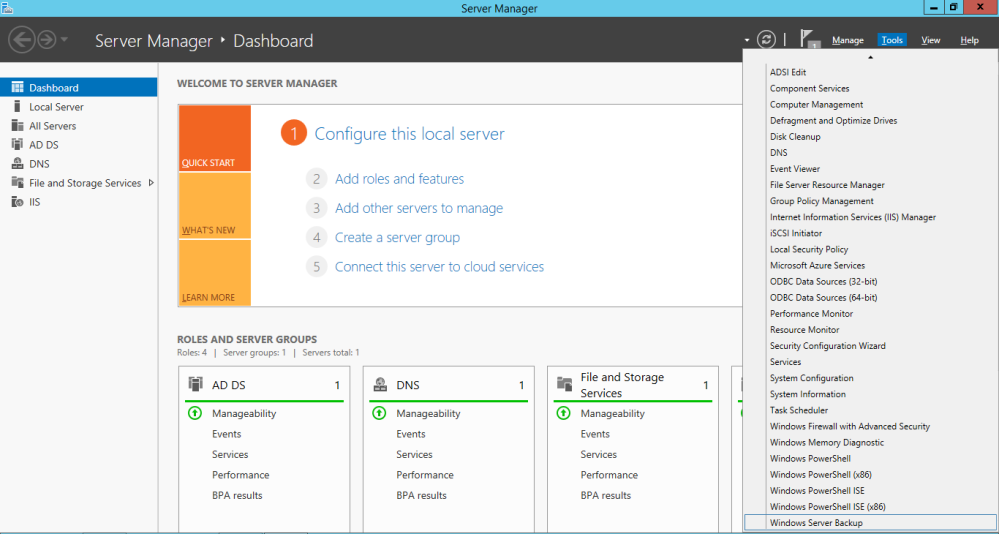 Server Manager
Server Manager ‣ Dashboard
1
Manage
Tools
View
Help
Dashboard
Local Server
All Servers
AD DS
DNS
File and Storage Services
IIS
WELCOME TO SERVER MANAGER
QUICK START
WHAT'S NEW
LEARN MORE
1 Configure this local server
2 Add roles and features
3 Add other servers to manage
4 Create a server group
5 Connect this server to cloud services
ROLES AND SERVER GROUPS
Roles: 4 | Server groups: 1 | Servers total: 1
AD DS 1
Manageability
Events
Services
Performance
BPA results
DNS 1
Manageability
Events
Services
Performance
BPA results
File and Storage
Services 1
Manageability
Events
Services
Performance
BPA results
ADSI Edit
Component Services
Computer Management
Defragment and Optimize Drives
Disk Cleanup
DNS
Event Viewer
File Server Resource Manager
Group Policy Management
Internet Information Services (IIS) Manager
iSCSI Initiator
Local Security Policy
Microsoft Azure Services
ODBC Data Sources (32-bit)
ODBC Data Sources (64-bit)
Performance Monitor
Resource Monitor
Security Configuration Wizard
Services
System Configuration
System Information
Task Scheduler
Windows Firewall with Advanced Security
Windows Memory Diagnostic
Windows PowerShell
Windows PowerShell (x86)
Windows PowerShell ISE
Windows PowerShell ISE (x86)
Windows Server Backup